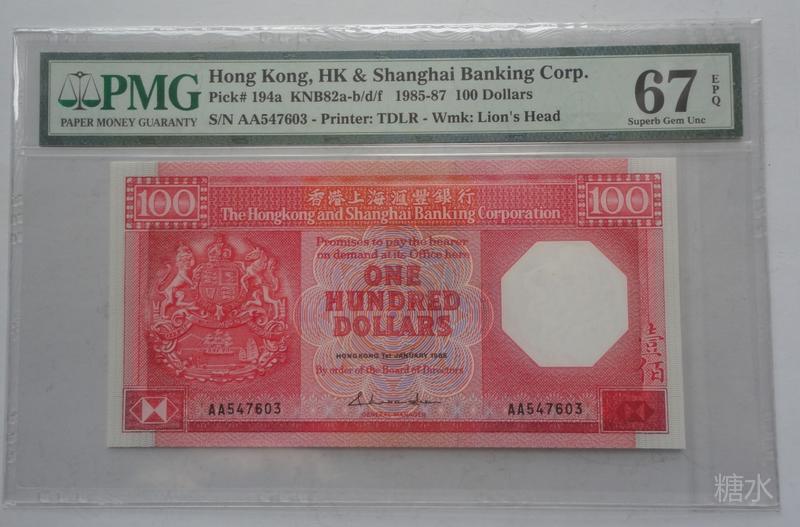 PMG
PAPER MONEY GUARANTY
Hong Kong, HK & Shanghai Banking Corp.
Pick# 194a KNB82a-b/d/f 1985-87 100 Dollars
S/N AA547603 - Printer: TDLR - Wmk: Lion's Head
67
EPQ
Superb Gem Unc
100
香港上海滙豐銀行
The Hongkong and Shanghai Banking Corporation
100
Promises to pay the bearer
on demand at its Office here
ONE
HUNDRED
DOLLARS
HONGKONG 1st JANUARY 1985
By order of the Board of Directors
壹佰
AA547603
GENERAL MANAGER
AA547603
糖水